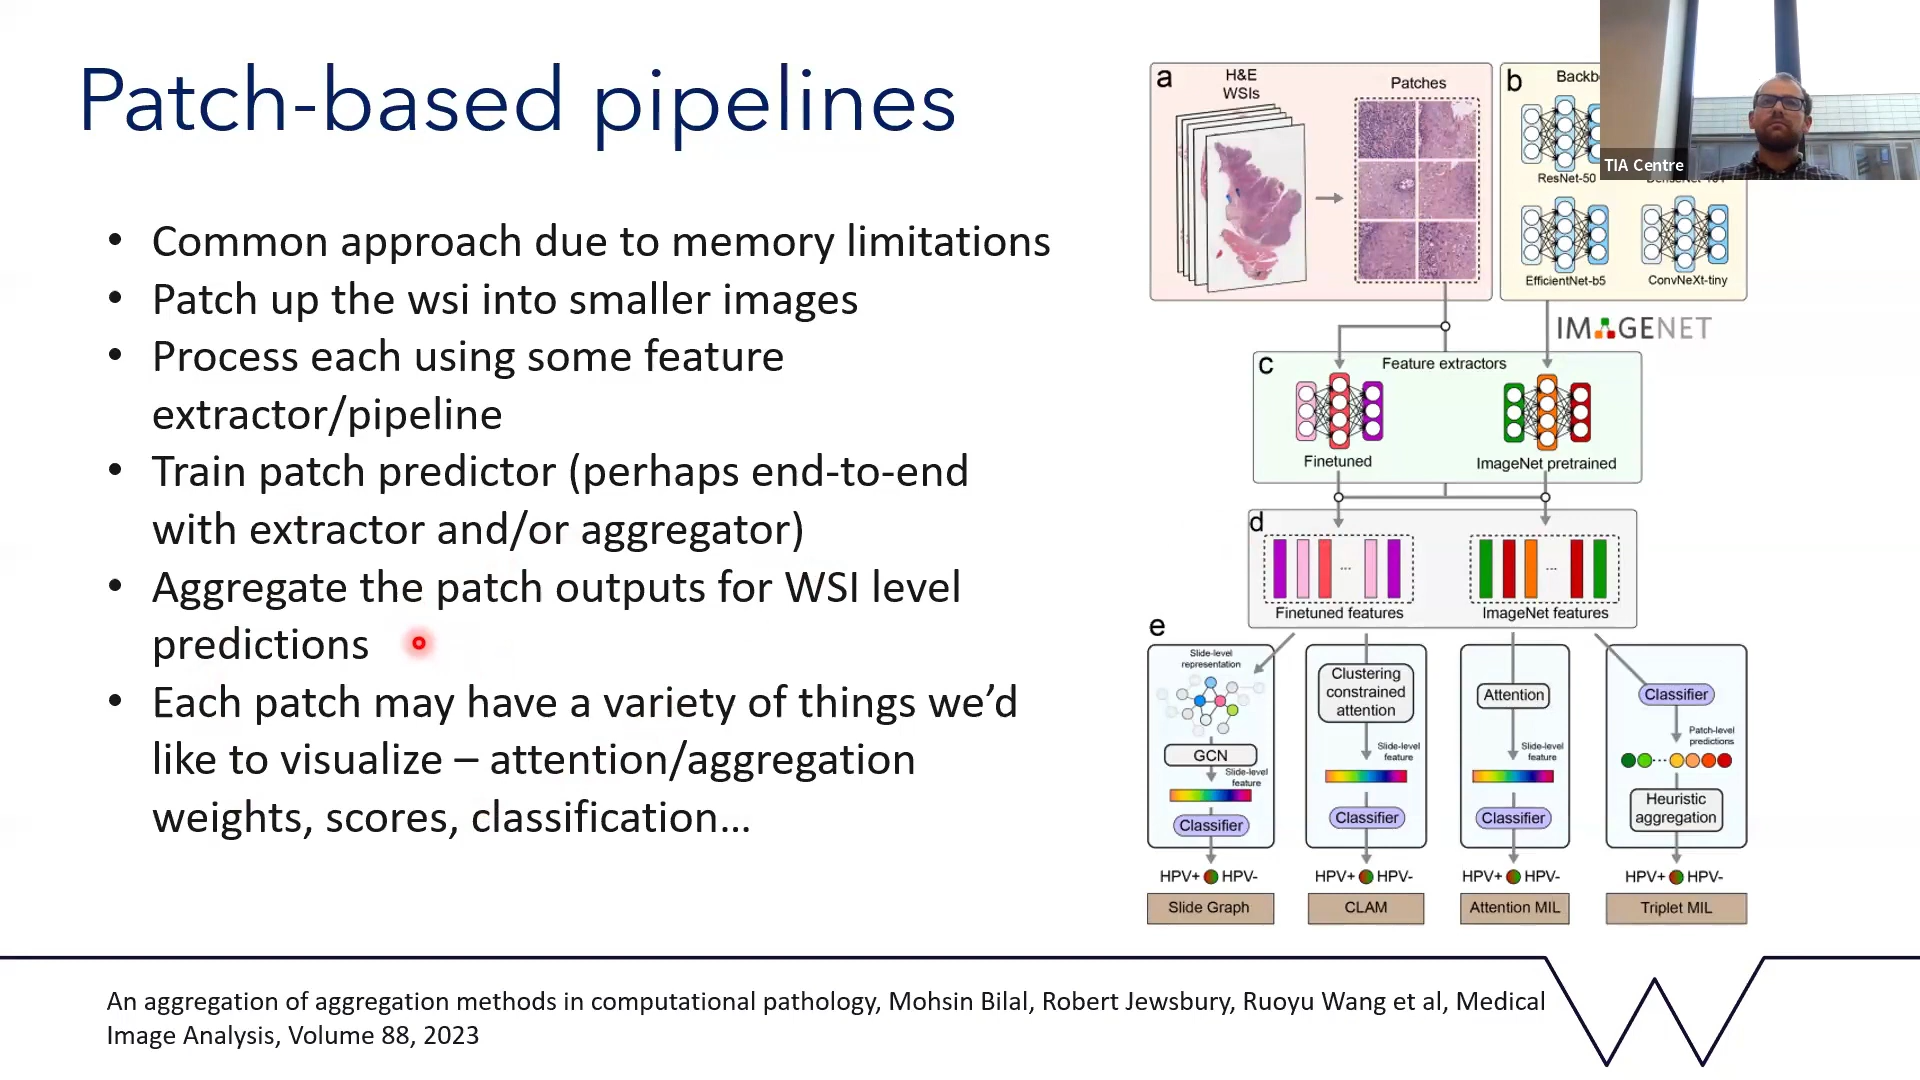 Patch-based pipelines
• Common approach due to memory limitations
• Patch up the wsi into smaller images
• Process each using some feature
extractor/pipeline
• Train patch predictor (perhaps end-to-end
with extractor and/or aggregator)
• Aggregate the patch outputs for WSI level
predictions
• Each patch may have a variety of things we’d
like to visualize – attention/aggregation
weights, scores, classification…
a
H&E
WSIs
Patches
b
ResNet-50
EfficientNet-b5
ConvNeXt-tiny
TIA Centre
IMAGENET
c
Feature extractors
Finetuned
ImageNet pretrained
d
...
...
Finetuned features
ImageNet features
e
Slide-level
representation
GCN
Slide-level
feature
Classifier
HPV+ HPV-
Slide Graph
Clustering
constrained
attention
Slide-level
feature
Classifier
HPV+ HPV-
CLAM
Attention
Slide-level
feature
Classifier
HPV+ HPV-
Attention MIL
Classifier
Patch-level
predictions
...
Heuristic
aggregation
HPV+ HPV-
Triplet MIL
An aggregation of aggregation methods in computational pathology, Mohsin Bilal, Robert Jewsbury, Ruoyu Wang et al, Medical
Image Analysis, Volume 88, 2023